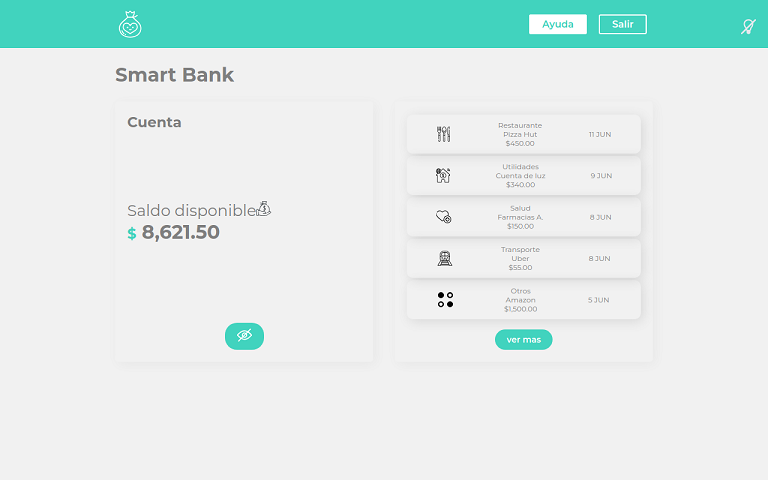 Ayuda
Salir
Smart Bank
Cuenta
Saldo disponible
$ 8,621.50
Restaurante
Pizza Hut
$450.00
11 JUN
Utilidades
Cuenta de luz
$340.00
9 JUN
Salud
Farmacias A.
$150.00
8 JUN
Transporte
Uber
$55.00
8 JUN
Otros
Amazon
$1,500.00
5 JUN
ver mas